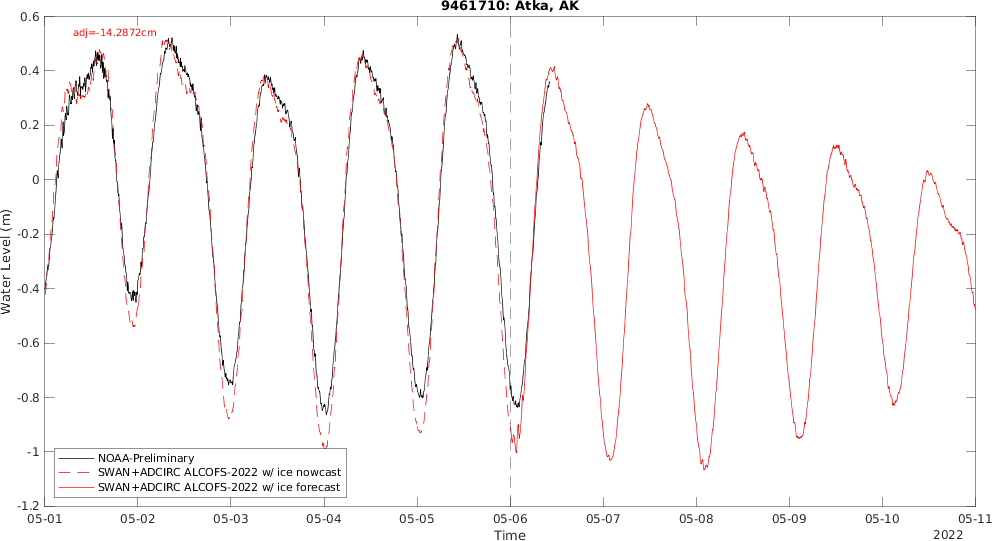 9461710: Atka, AK
adj=-14.2872cm
0.6
0.4
0.2
0
-0.2
-0.4
-0.6
-0.8
-1
-1.2
Water Level (m)
NOAA-Preliminary
SWAN+ADCIRC ALCOFS-2022 w/ ice nowcast
SWAN+ADCIRC ALCOFS-2022 w/ ice forecast
05-01 05-02 05-03 05-04 05-05 05-06 05-07 05-08 05-09 05-10 05-11
Time
2022